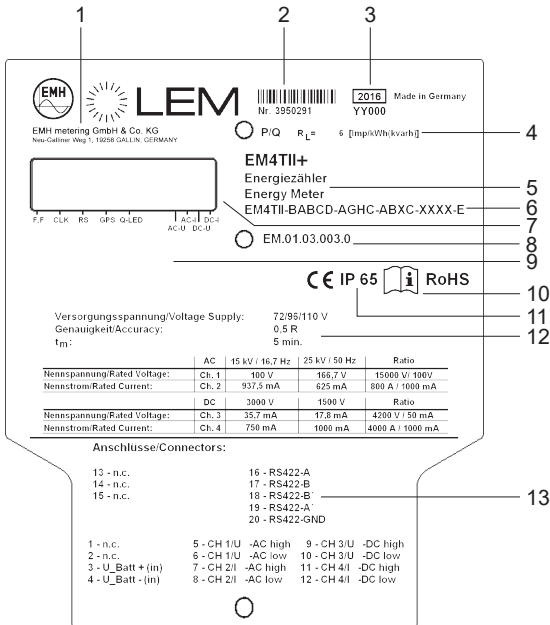 1
2
3
EMH
LEM
Nr. 3950291
2016
YY000
Made in Germany
EMH metering GmbH & Co. KG
Neu-Galliner Weg 1, 19258 GALLIN, GERMANY
P/Q R L = 6 [Imp/kWh(kvarh)]
4
EM4TII+
Energiezähler
Energy Meter
5
EM4TII-BABCD-AGHC-ABXC-XXXX-E
6
F.F CLK RS GPS Q-LED AC-U AC-I DC-U DC-I
7
EM.01.03.003.0
8
9
CE IP 65 i RoHS
10
11
Versorgungsspannung/Voltage Supply: 72/96/110 V
Genauigkeit/Accuracy: 0,5 R
tm: 5 min.
12
AC 15 kV / 16,7 Hz 25 kV / 50 Hz Ratio
Nennspannung/Rated Voltage: Ch. 1 100 V 166,7 V 15000 V/ 100V
Nennstrom/Rated Current: Ch. 2 937,5 mA 625 mA 800 A / 1000 mA
DC 3000 V 1500 V Ratio
Nennspannung/Rated Voltage: Ch. 3 35,7 mA 17,8 mA 4200 V / 50 mA
Nennstrom/Rated Current: Ch. 4 750 mA 1000 mA 4000 A / 1000 mA
Anschlüsse/Connectors:
13 - n.c. 16 - RS422-A
14 - n.c. 17 - RS422-B
15 - n.c. 18 - RS422-B´
13
19 - RS422-A´
20 - RS422-GND
1 - n.c. 5 - CH 1/U -AC high 9 - CH 3/U -DC high
2 - n.c. 6 - CH 1/U -AC low 10 - CH 3/U -DC low
3 - U_Batt + (in) 7 - CH 2/I -AC high 11 - CH 4/I -DC high
4 - U_Batt - (in) 8 - CH 2/I -AC low 12 - CH 4/I -DC low